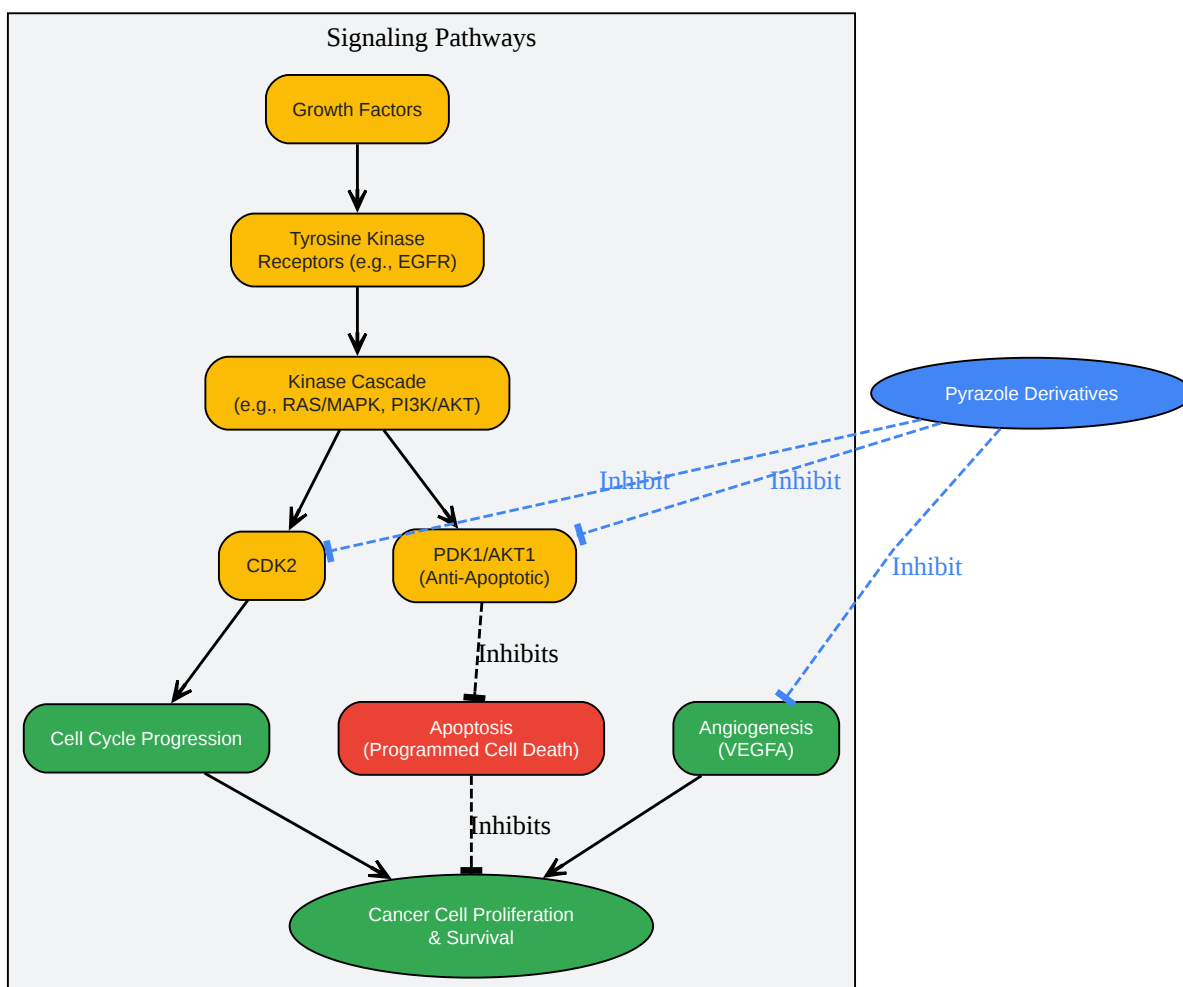 Signaling Pathways
Growth Factors
Tyrosine Kinase
Receptors (e.g., EGFR)
Kinase Cascade
(e.g., RAS/MAPK, PI3K/AKT)
Pyrazole Derivatives
Inhibit
Inhibit
Inhibit
CDK2
PDK1/AKT1
(Anti-Apoptotic)
Inhibits
Cell Cycle Progression
Apoptosis
(Programmed Cell Death)
Angiogenesis
(VEGFA)
Inhibits
Cancer Cell Proliferation
& Survival